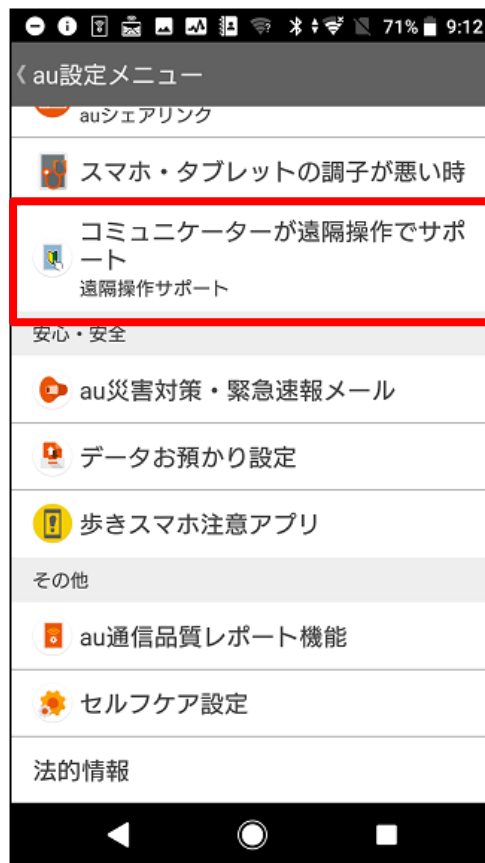 71% 9:12
au設定メニュー
auシェアリンク
スマホ・タブレットの調子が悪い時
コミュニケーターが遠隔操作でサポ
ート
遠隔操作サポート
安心・安全
au災害対策・緊急速報メール
データお預かり設定
歩きスマホ注意アプリ
その他
au通信品質レポート機能
セルフケア設定
法的情報